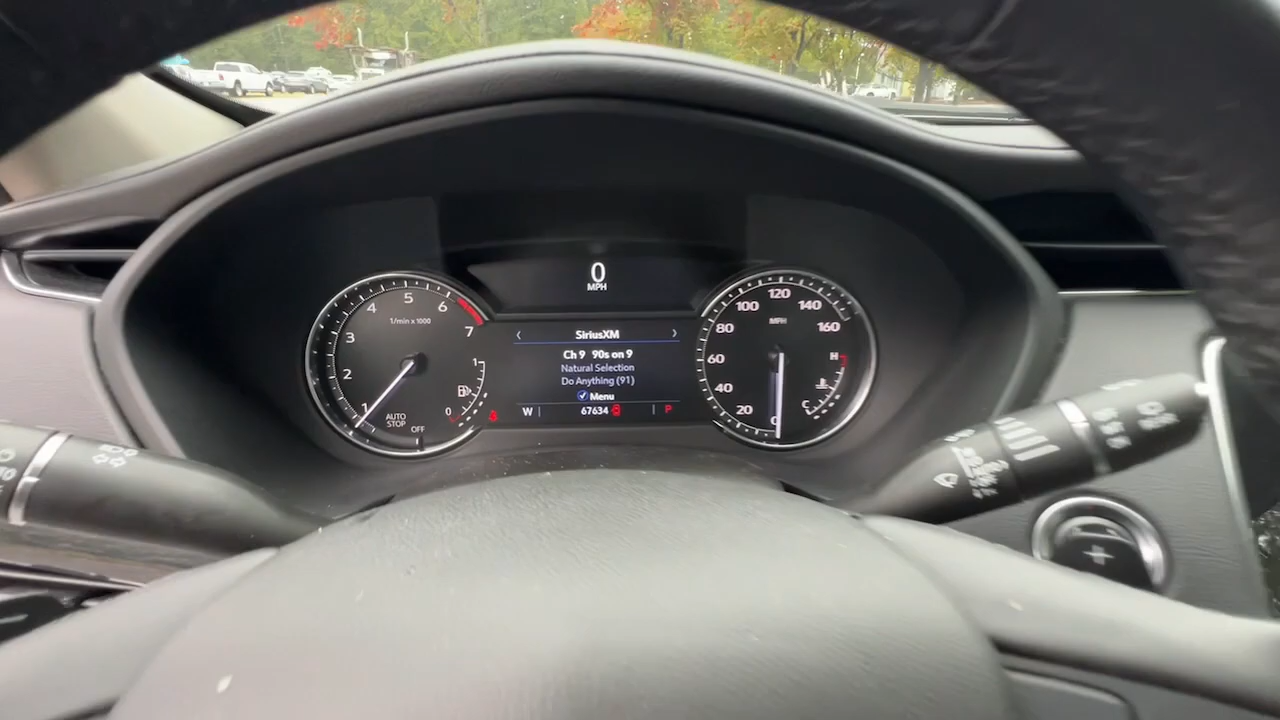 0
MPH
1
2
3
4
5
6
7
1/min x 1000
AUTO
STOP
OFF
1
0
SiriusXM
Ch 9 90s on 9
Natural Selection
Do Anything (91)
Menu
W
67634
P
0
20
40
60
80
100
120
140
160
MPH
H
C